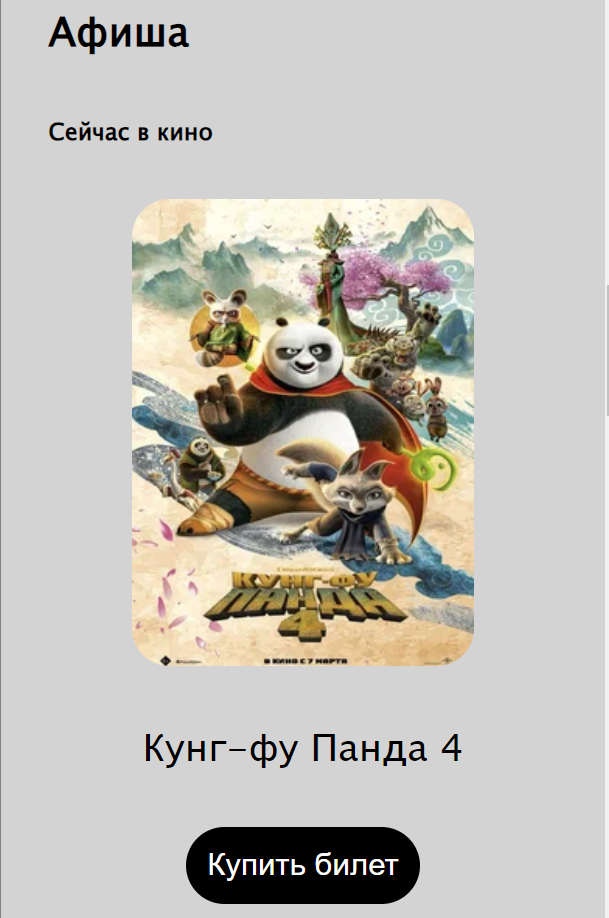 Афиша
Сейчас в кино
КУНГ-ФУ
ПАНДА
4
В КИНО С 7 МАРТА
Кунг-фу Панда 4
Купить билет